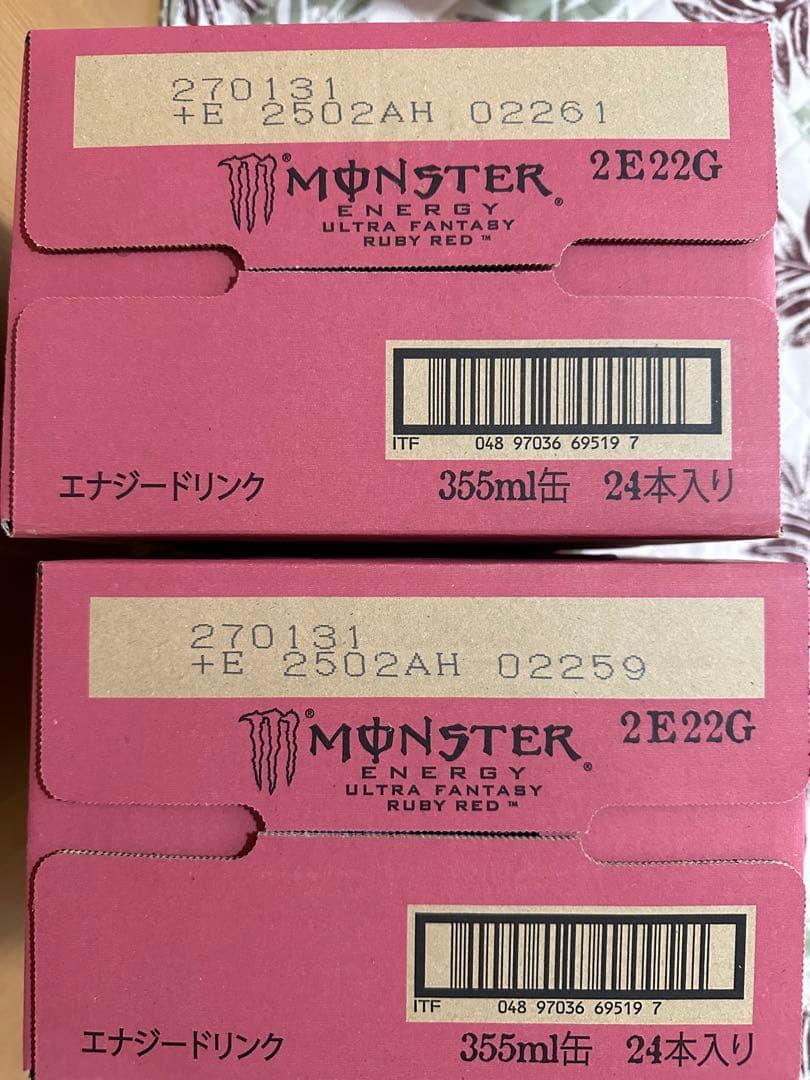 270131
+E 2502AH 02261
MONSTER® 2E22G
ENERGY®
ULTRA FANTASY
RUBY RED™
ITF 048 97036 69519 7
エナジードリンク 355ml缶 24本入り
270131
+E 2502AH 02259
MONSTER® 2E22G
ENERGY®
ULTRA FANTASY
RUBY RED™
ITF 048 97036 69519 7
エナジードリンク 355ml缶 24本入り